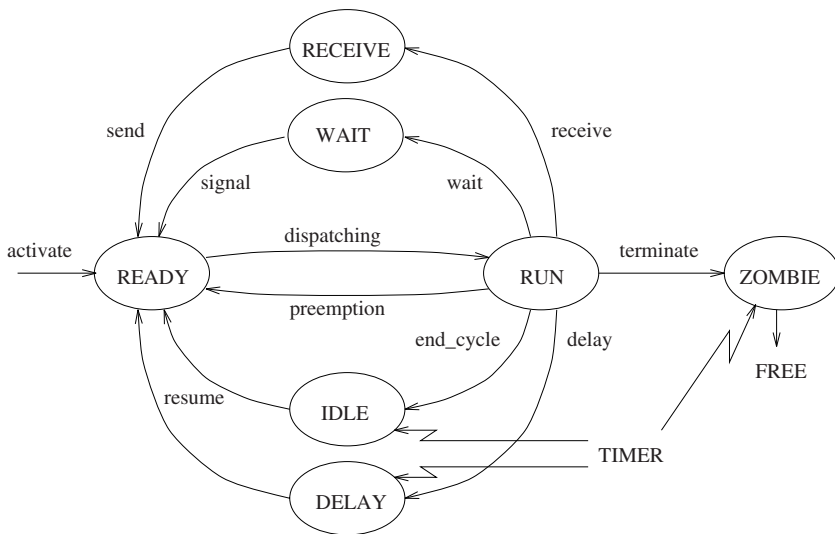 RECEIVE
send
WAIT
receive
signal
wait
activate
dispatching
terminate
READY
RUN
ZOMBIE
preemption
end_cycle
delay
FREE
resume
IDLE
TIMER
DELAY